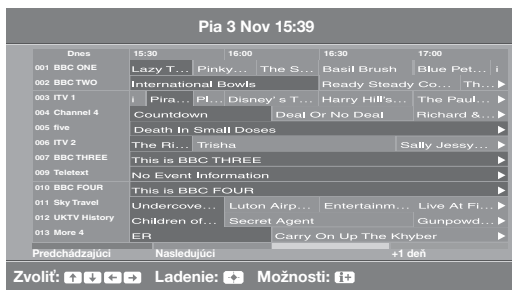 Pia 3 Nov 15:39
Dnes 15:30 16:00 16:30 17:00
001 BBC ONE Lazy T... Pinky... The S... Basil Brush Blue Pet... i
002 BBC TWO International Bowls Ready Steady Co... Th...
003 ITV 1 i Pira... Pl... Disney's T... Harry Hill's... The Paul...
004 Channel 4 Countdown Deal Or No Deal Richard &...
005 five Death In Small Doses
006 ITV 2 The Ri... Trisha Sally Jessy...
007 BBC THREE This is BBC THREE
009 Teletext No Event Information
010 BBC FOUR This is BBC FOUR
011 Sky Travel Undercove... Luton Airp... Entertainm... Live At Fi...
012 UKTV History Children of... Secret Agent Gunpowd...
013 More 4 ER Carry On Up The Khyber
Predchádzajúci Nasledujúci +1 deň
Zvoliť: Ladenie: Možnosti: i+